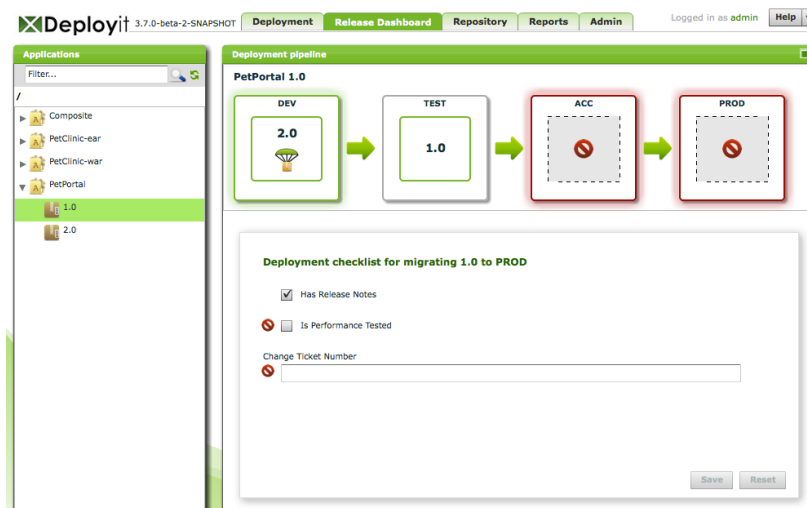 XDeployit 3.7.0-beta-2-SNAPSHOT Deployment Release Dashboard Repository Reports Admin Logged in as admin Help
Applications
Filter...
/
Composite
PetClinic-ear
PetClinic-war
PetPortal
1.0
2.0
Deployment pipeline
PetPortal 1.0
DEV TEST ACC PROD
2.0 1.0
Deployment checklist for migrating 1.0 to PROD
Has Release Notes
Is Performance Tested
Change Ticket Number
Save Reset